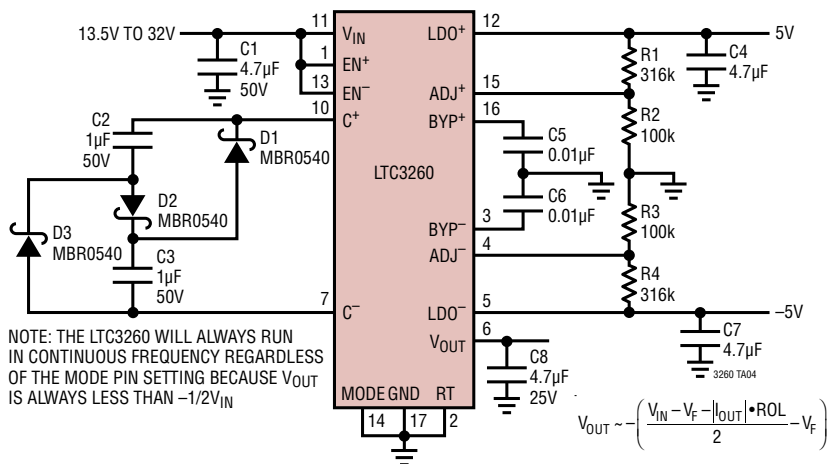 13.5V TO 32V
C1
4.7µF
50V
C2
1µF
50V
D1
MBR0540
D2
MBR0540
D3
MBR0540
C3
1µF
50V
11
1
13
10
7
VIN
EN+
EN−
C+
C−
LTC3260
MODE GND RT
14
17
2
LDO+
ADJ+
BYP+
BYP−
ADJ−
LDO−
VOUT
12
15
16
3
4
5
6
5V
R1
316k
C4
4.7µF
R2
100k
C5
0.01µF
C6
0.01µF
R3
100k
R4
316k
−5V
C7
4.7µF
3260 TA04
C8
4.7µF
25V
NOTE: THE LTC3260 WILL ALWAYS RUN
IN CONTINUOUS FREQUENCY REGARDLESS
OF THE MODE PIN SETTING BECAUSE VOUT
IS ALWAYS LESS THAN –1/2VIN
VOUT ~ –( (VIN – VF – |IOUT| • ROL) / 2 – VF )